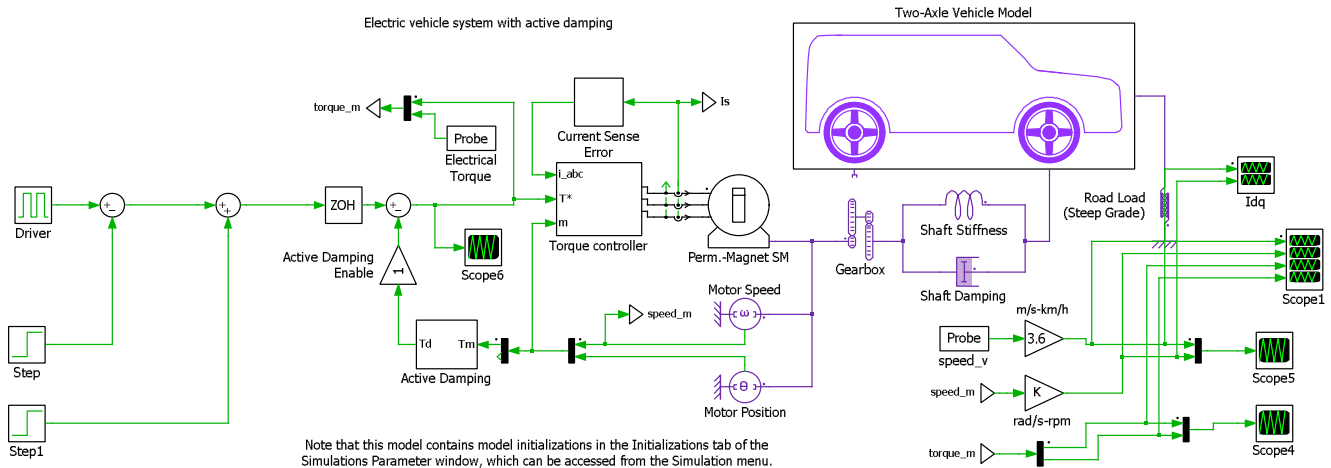 Electric vehicle system with active damping
Two-Axle Vehicle Model
torque_m
Probe
Electrical
Torque
Current Sense
Error
Is
i_abc
T*
m
Torque controller
Perm.-Magnet SM
Driver
+
−
+
+
ZOH
+
−
Active Damping
Enable
1
Scope6
Gearbox
Shaft Stiffness
Shaft Damping
Road Load
(Steep Grade)
Idq
Scope1
Motor Speed
ω
speed_m
Step
Td
Tm
Active Damping
θ
Motor Position
m/s-km/h
Probe
3.6
speed_v
Scope5
speed_m
K
rad/s-rpm
Step1
torque_m
Scope4
Note that this model contains model initializations in the Initializations tab of the
Simulations Parameter window, which can be accessed from the Simulation menu.